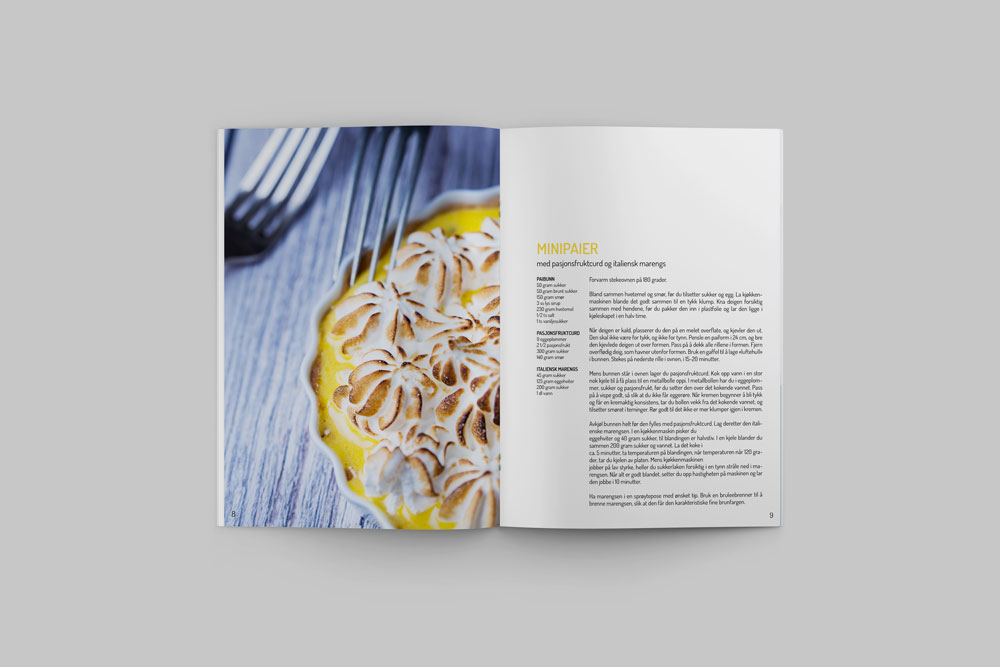 MINIPAIER
med pasjonsfruktcurd og italiensk marengs
PAIBUNN
50 gram sukker
50 gram brunt sukker
150 gram smør
3 ss lys sirup
230 gram hvetemel
1/2 ts salt
1 ts vaniljesukker
PASJONSFRUKTCURD
9 eggeplommer
2 1/2 pasjonsfrukt
300 gram sukker
140 gram smør
ITALIENSK MARENGS
45 gram sukker
125 gram eggehviter
200 gram sukker
1 dl vann
Forvarm stekeovnen på 180 grader.
Bland sammen hvetemel og smør, før du tilsetter sukker og egg. La kjøkken-
maskinen blande det godt sammen til en tykk klump. Kna deigen forsiktig
sammen med hendene, før du pakker den inn i plastfolie og lar den ligge i
kjøleskapet i en halv time.
Når deigen er kald, plasserer du den på en melet overflate, og kjevler den ut.
Den skal ikke være for tykk, og ikke for tynn. Pensle en paiform i 24 cm, og bre
den kjevlede deigen ut over formen. Pass på å dekk alle rillene i formen. Fjern
overflødig deig, som havner utenfor formen. Bruk en gaffel til å lage «luftehull»
i bunnen. Stekes på nederste rille i ovnen, i 15-20 minutter.
Mens bunnen står i ovnen lager du pasjonsfruktcurd. Kok opp vann i en stor
nok kjele til å få plass til en metallbolle oppi. I metallbollen har du i eggeplom-
mer, sukker og pasjonsfrukt, før du setter den over det kokende vannet. Pass
på å vispe godt, så slik at du ikke får eggerøre. Når kremen begynner å bli tykk
og får en kremaktig konsistens, tar du bollen vekk fra det kokende vannet, og
tilsetter smøret i terninger. Rør godt til det ikke er mer klumper igjen i kremen.
Avkjøl bunnen helt før den fylles med pasjonsfruktcurd. Lag deretter den itali-
enske marengsen. I en kjøkkenmaskin pisker du
eggehviter og 40 gram sukker, til blandingen er halvstiv. I en kjele blander du
sammen 200 gram sukker og vannet. La det koke i
ca. 5 minutter, ta temperaturen på blandingen, når temperaturen når 120 gra-
der, tar du kjelen av platen. Mens kjøkkenmaskinen
jobber på lav styrke, heller du sukkerlaken forsiktig i en tynn stråle ned i ma-
rengsen. Når alt er godt blandet, setter du opp hastigheten på maskinen og lar
den jobbe i 10 minutter.
Ha marengsen i en sprøytepose med ønsket tip. Bruk en bruleebrenner til å
brenne marengsen, slik at den får den karakteristiske fine brunfargen.
8
9